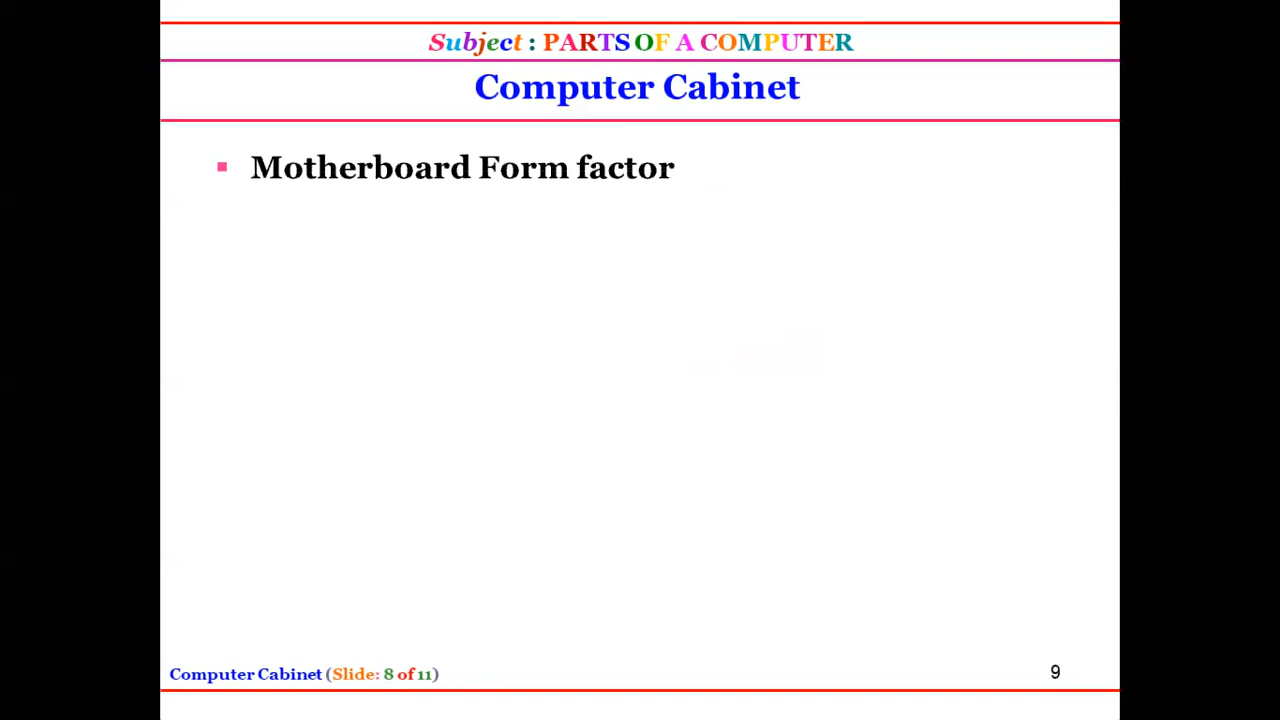 Subject : PARTS OF A COMPUTER
Computer Cabinet
▪ Motherboard Form factor
Computer Cabinet (Slide: 8 of 11)
9